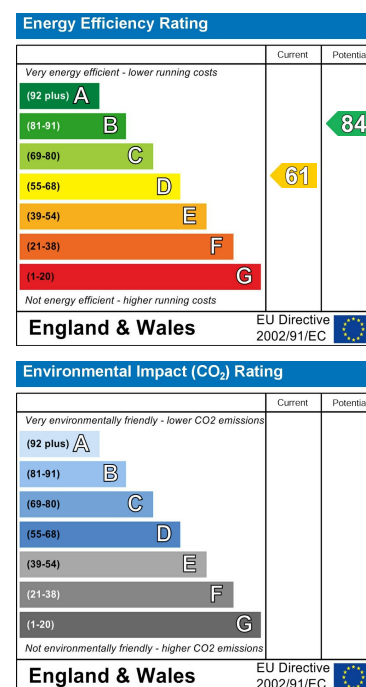 Energy Efficiency Rating
Current Potentia
Very energy efficient - lower running costs
(92 plus) A
(81-91) B 84
(69-80) C
(55-68) D 61
(39-54) E
(21-38) F
(1-20) G
Not energy efficient - higher running costs
England & Wales EU Directive 2002/91/EC
Environmental Impact (CO₂) Rating
Current Potentia
Very environmentally friendly - lower CO2 emissions
(92 plus) A
(81-91) B
(69-80) C
(55-68) D
(39-54) E
(21-38) F
(1-20) G
Not environmentally friendly - higher CO2 emissions
England & Wales EU Directive 2002/91/EC